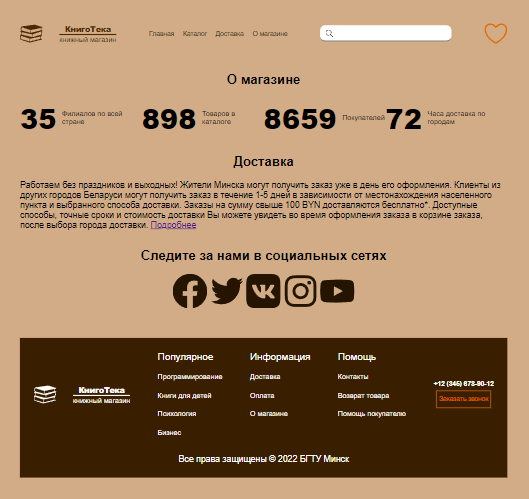 КнигоТека
книжный магазин
Главная Каталог Доставка О магазине
О магазине
35 Филиалов по всей стране
898 Товаров в каталоге
8659 Покупателей
72 Часа доставка по городам
Доставка
Работаем без праздников и выходных! Жители Минска могут получить заказ уже в день его оформления. Клиенты из
других городов Беларуси могут получить заказ в течение 1-5 дней в зависимости от местонахождения населенного
пункта и выбранного способа доставки. Заказы на сумму свыше 100 BYN доставляются бесплатно*. Доступные
способы, точные сроки и стоимость доставки Вы можете увидеть во время оформления заказа в корзине заказа,
после выбора города доставки. Подробнее
Следите за нами в социальных сетях
КнигоТека
книжный магазин
Популярное
Программирование
Книги для детей
Психология
Бизнес
Информация
Доставка
Оплата
О магазине
Помощь
Контакты
Возврат товара
Помощь покупателю
+12 (345) 678-90-12
Заказать звонок
Все права защищены © 2022 БГТУ Минск